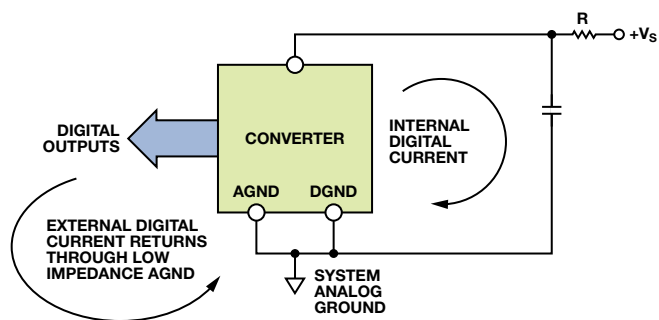 R
+VS
DIGITAL
OUTPUTS
CONVERTER
INTERNAL
DIGITAL
CURRENT
AGND
DGND
EXTERNAL DIGITAL
CURRENT RETURNS
THROUGH LOW
IMPEDANCE AGND
SYSTEM
ANALOG
GROUND